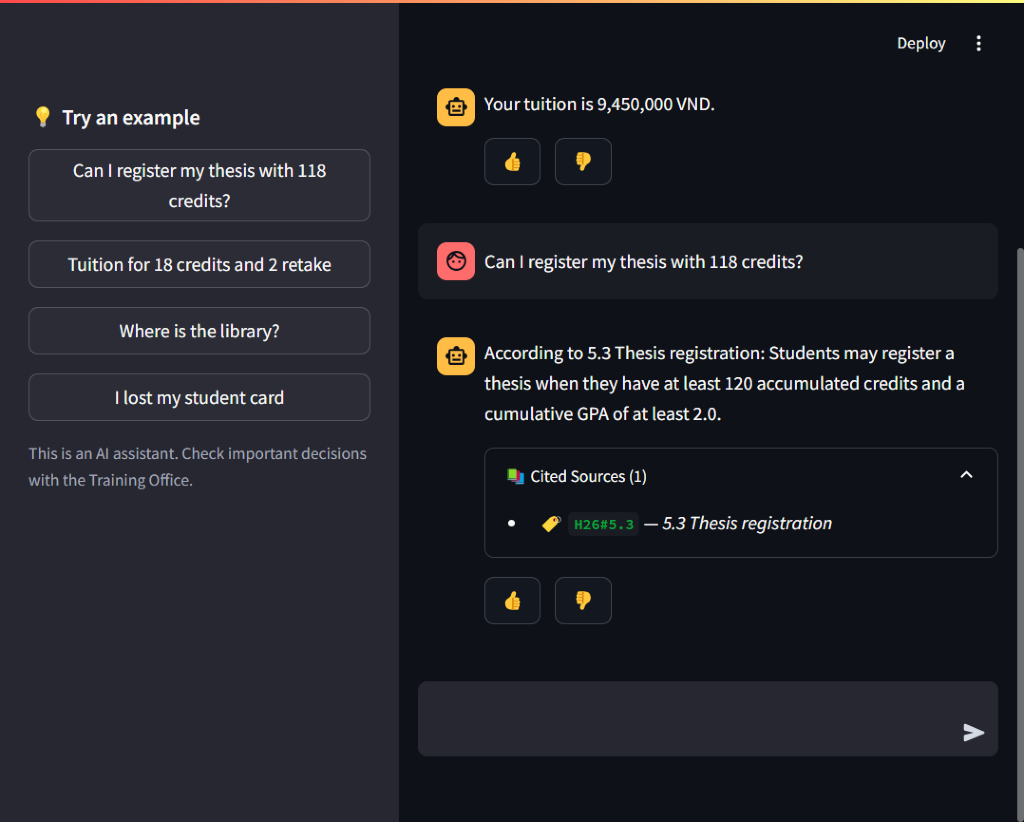 Deploy
Try an example
Can I register my thesis with 118
credits?
Tuition for 18 credits and 2 retake
Where is the library?
I lost my student card
This is an AI assistant. Check important decisions
with the Training Office.
Your tuition is 9,450,000 VND.
Can I register my thesis with 118 credits?
According to 5.3 Thesis registration: Students may register a
thesis when they have at least 120 accumulated credits and a
cumulative GPA of at least 2.0.
Cited Sources (1)
H26#5.3 — 5.3 Thesis registration